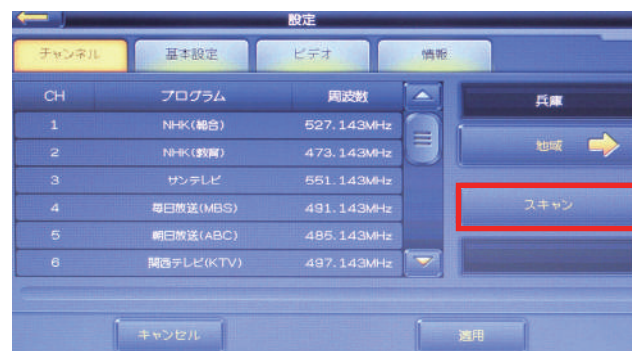 設定
チャンネル 基本設定 ビデオ 情報
CH プログラム 周波数
兵庫
1 NHK(総合) 527.143MHz
地域
2 NHK(教育) 473.143MHz
3 サンテレビ 551.143MHz
スキャン
4 毎日放送(MBS) 491.143MHz
5 朝日放送(ABC) 485.143MHz
6 関西テレビ(KTV) 497.143MHz
キャンセル 適用